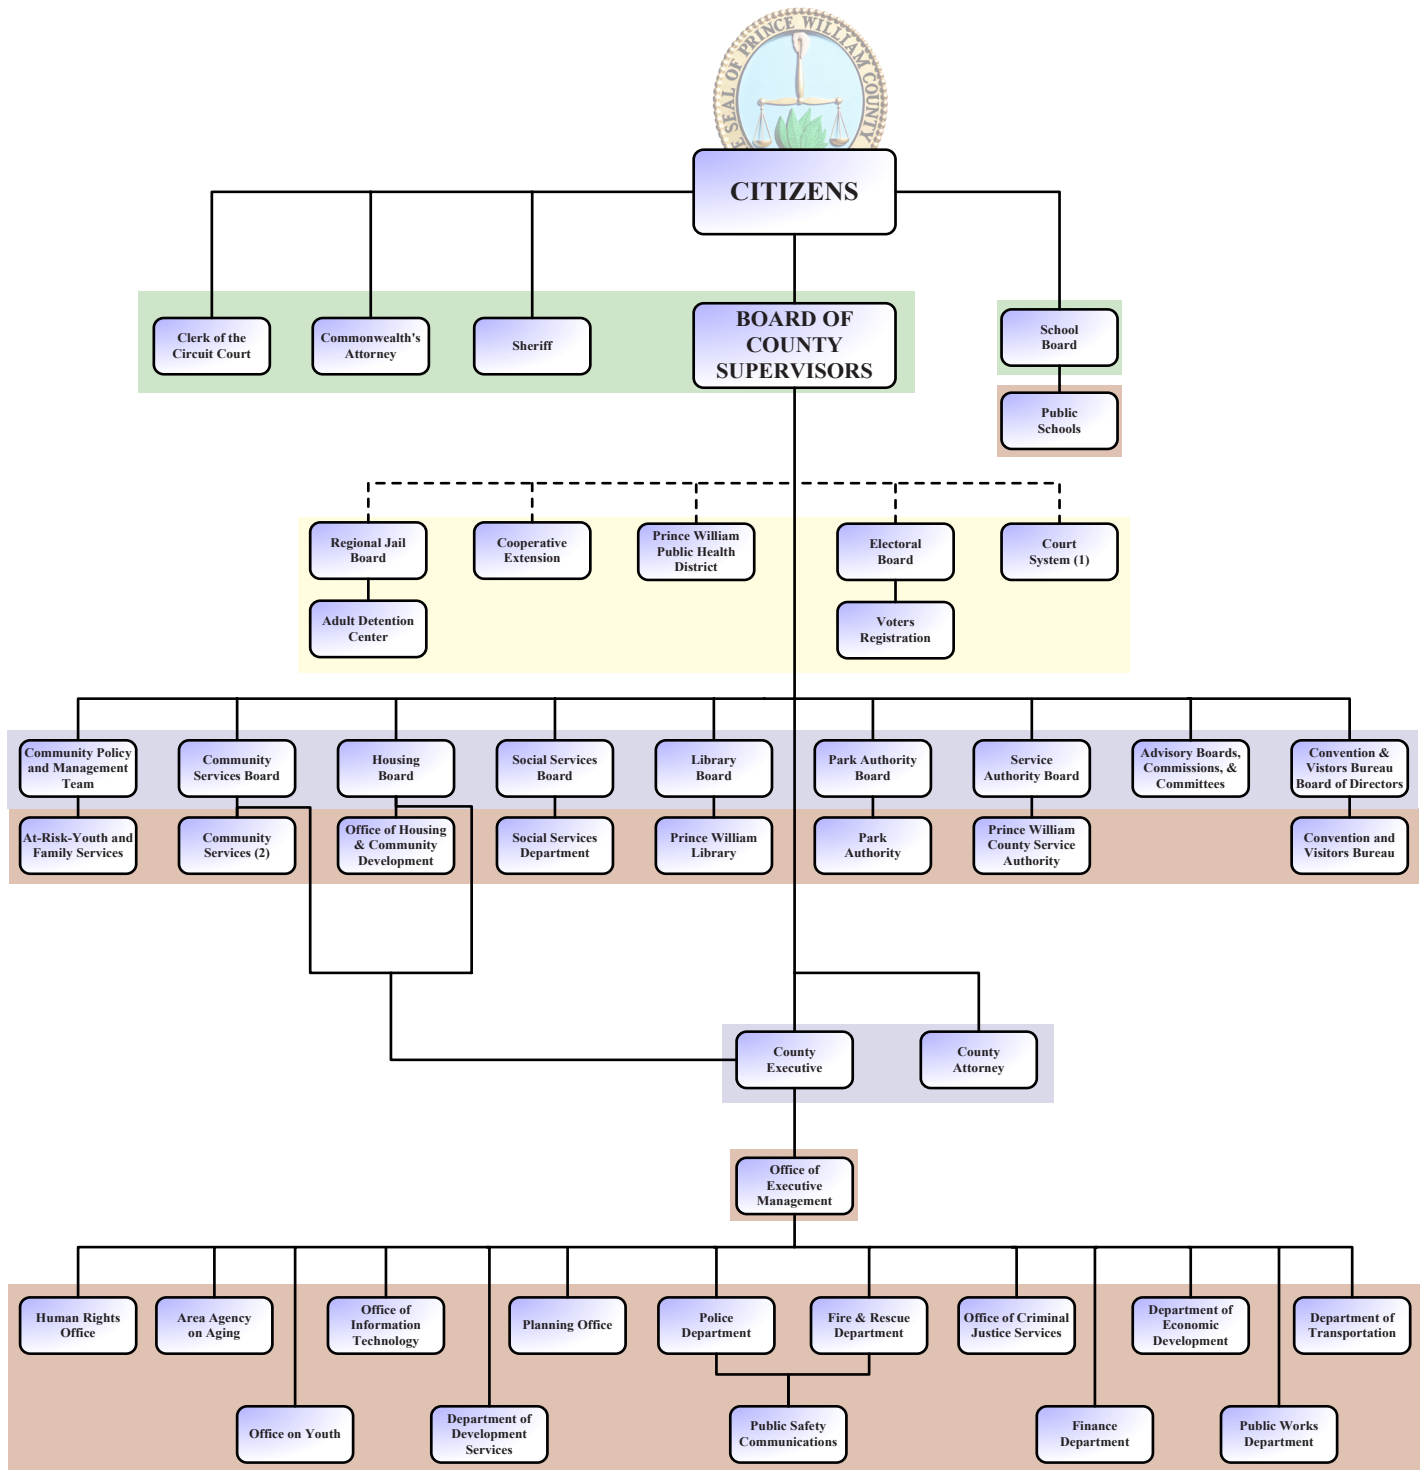 SEAL OF PRINCE WILLIAM COUNTY
CITIZENS
Clerk of the
Circuit Court
Commonwealth's
Attorney
Sheriff
BOARD OF
COUNTY
SUPERVISORS
School
Board
Public
Schools
Regional Jail
Board
Cooperative
Extension
Prince William
Public Health
District
Electoral
Board
Court
System (1)
Adult Detention
Center
Voters
Registration
Community Policy
and Management
Team
Community
Services Board
Housing
Board
Social Services
Board
Library
Board
Park Authority
Board
Service
Authority Board
Advisory Boards,
Commissions, &
Committees
Convention &
Vistors Bureau
Board of Directors
At-Risk-Youth and
Family Services
Community
Services (2)
Office of Housing
& Community
Development
Social Services
Department
Prince William
Library
Park
Authority
Prince William
County Service
Authority
Convention and
Visitors Bureau
County
Executive
County
Attorney
Office of
Executive
Management
Human Rights
Office
Area Agency
on Aging
Office of
Information
Technology
Planning Office
Police
Department
Fire & Rescue
Department
Office of Criminal
Justice Services
Department of
Economic
Development
Department of
Transportation
Office on Youth
Department of
Development
Services
Public Safety
Communications
Finance
Department
Public Works
Department